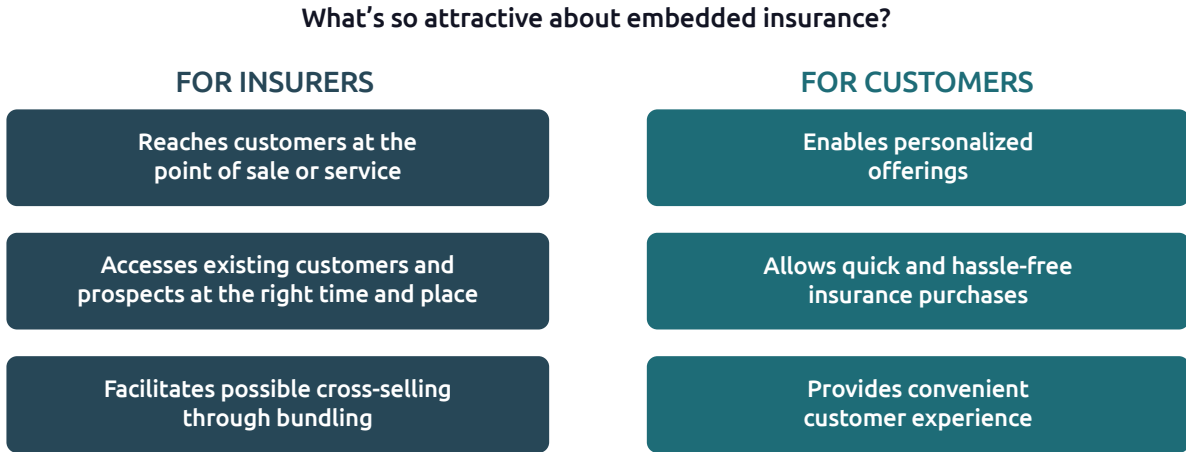 What’s so attractive about embedded insurance?
FOR INSURERS
Reaches customers at the
point of sale or service
Accesses existing customers and
prospects at the right time and place
Facilitates possible cross-selling
through bundling
FOR CUSTOMERS
Enables personalized
offerings
Allows quick and hassle-free
insurance purchases
Provides convenient
customer experience